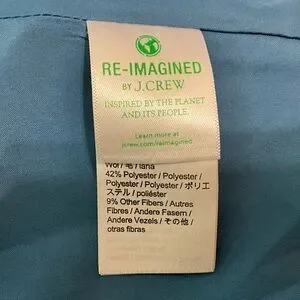 RE-IMAGINED
BY J.CREW
INSPIRED BY THE PLANET
AND ITS PEOPLE.
Learn more at
jcrew.com/reimagined
Wol / 毛 / lana
42% Polyester / Polyester /
Polyester / Polyester / ポリエ
ステル / poliéster
9% Other Fibers / Autres
Fibres / Andere Fasern /
Andere Vezels / その他 /
otras fibras